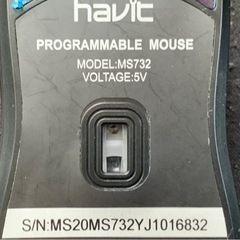 havit
PROGRAMMABLE MOUSE
MODEL:MS732
VOLTAGE:5V
S/N:MS20MS732YJ1016832